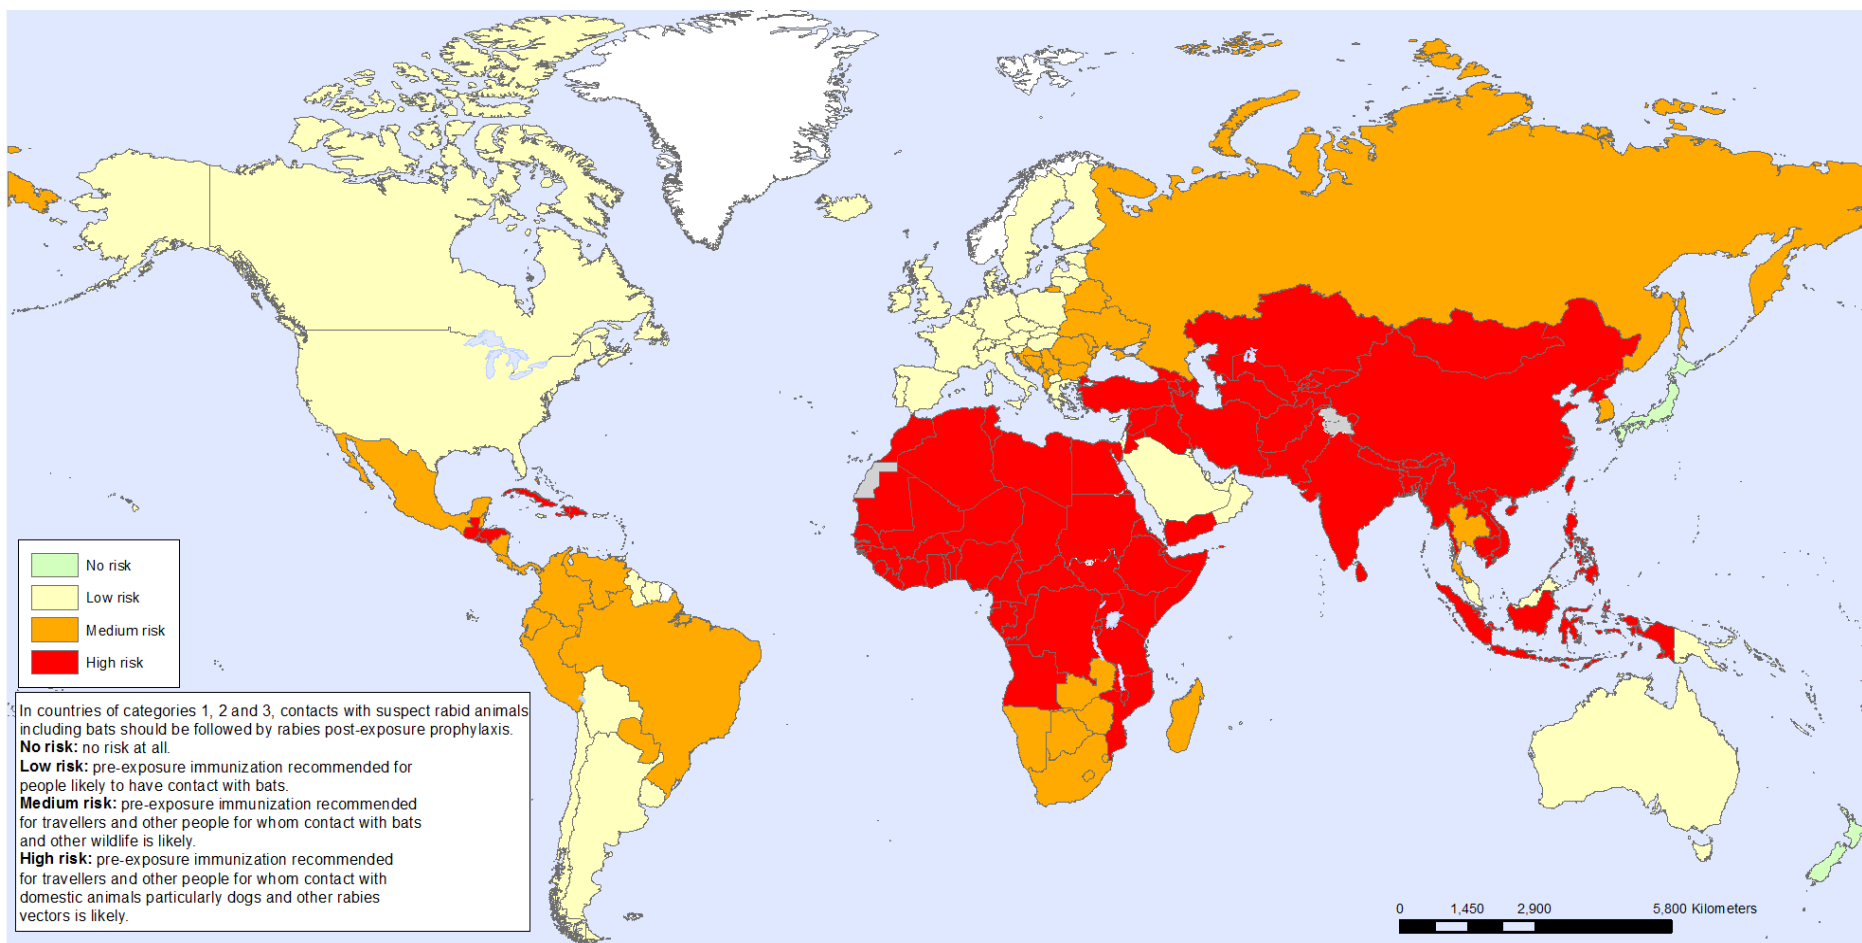 No risk
Low risk
Medium risk
High risk
In countries of categories 1, 2 and 3, contacts with suspect rabid animals
including bats should be followed by rabies post-exposure prophylaxis.
No risk: no risk at all.
Low risk: pre-exposure immunization recommended for
people likely to have contact with bats.
Medium risk: pre-exposure immunization recommended
for travellers and other people for whom contact with bats
and other wildlife is likely.
High risk: pre-exposure immunization recommended
for travellers and other people for whom contact with
domestic animals particularly dogs and other rabies
vectors is likely.
0 1,450 2,900 5,800 Kilometers